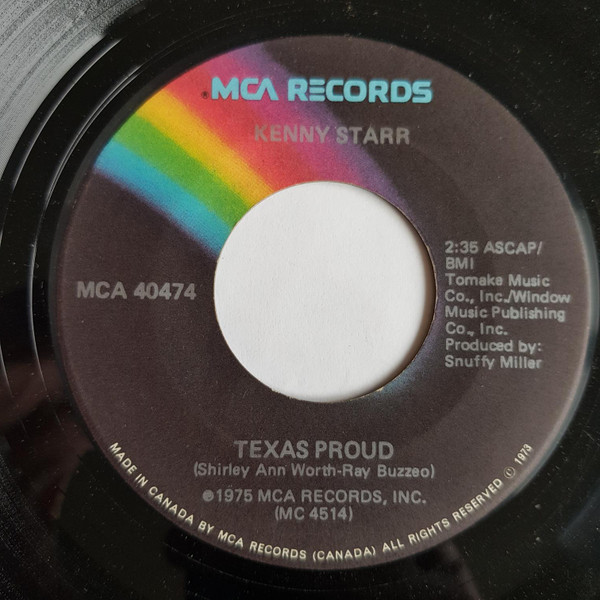 ®MCA RECORDS
KENNY STARR
MCA 40474
2:35 ASCAP/
BMI
Tomake Music
Co., Inc./Window
Music Publishing
Co., Inc.
Produced by:
Snuffy Miller
TEXAS PROUD
(Shirley Ann Worth-Ray Buzzeo)
℗1975 MCA RECORDS, INC.
(MC 4514)
MADE IN CANADA BY MCA RECORDS (CANADA) ALL RIGHTS RESERVED © 1973